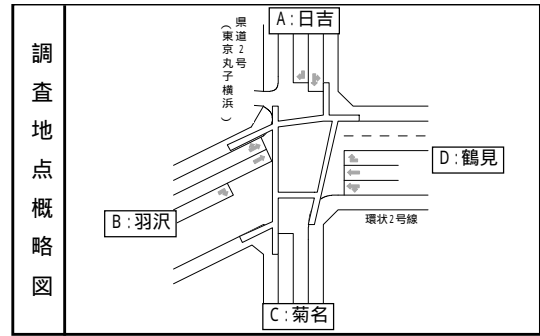 調査地点概略図
県道2号
(東京丸子横浜)
A:日吉
D:鶴見
B:羽沢
環状2号線
C:菊名